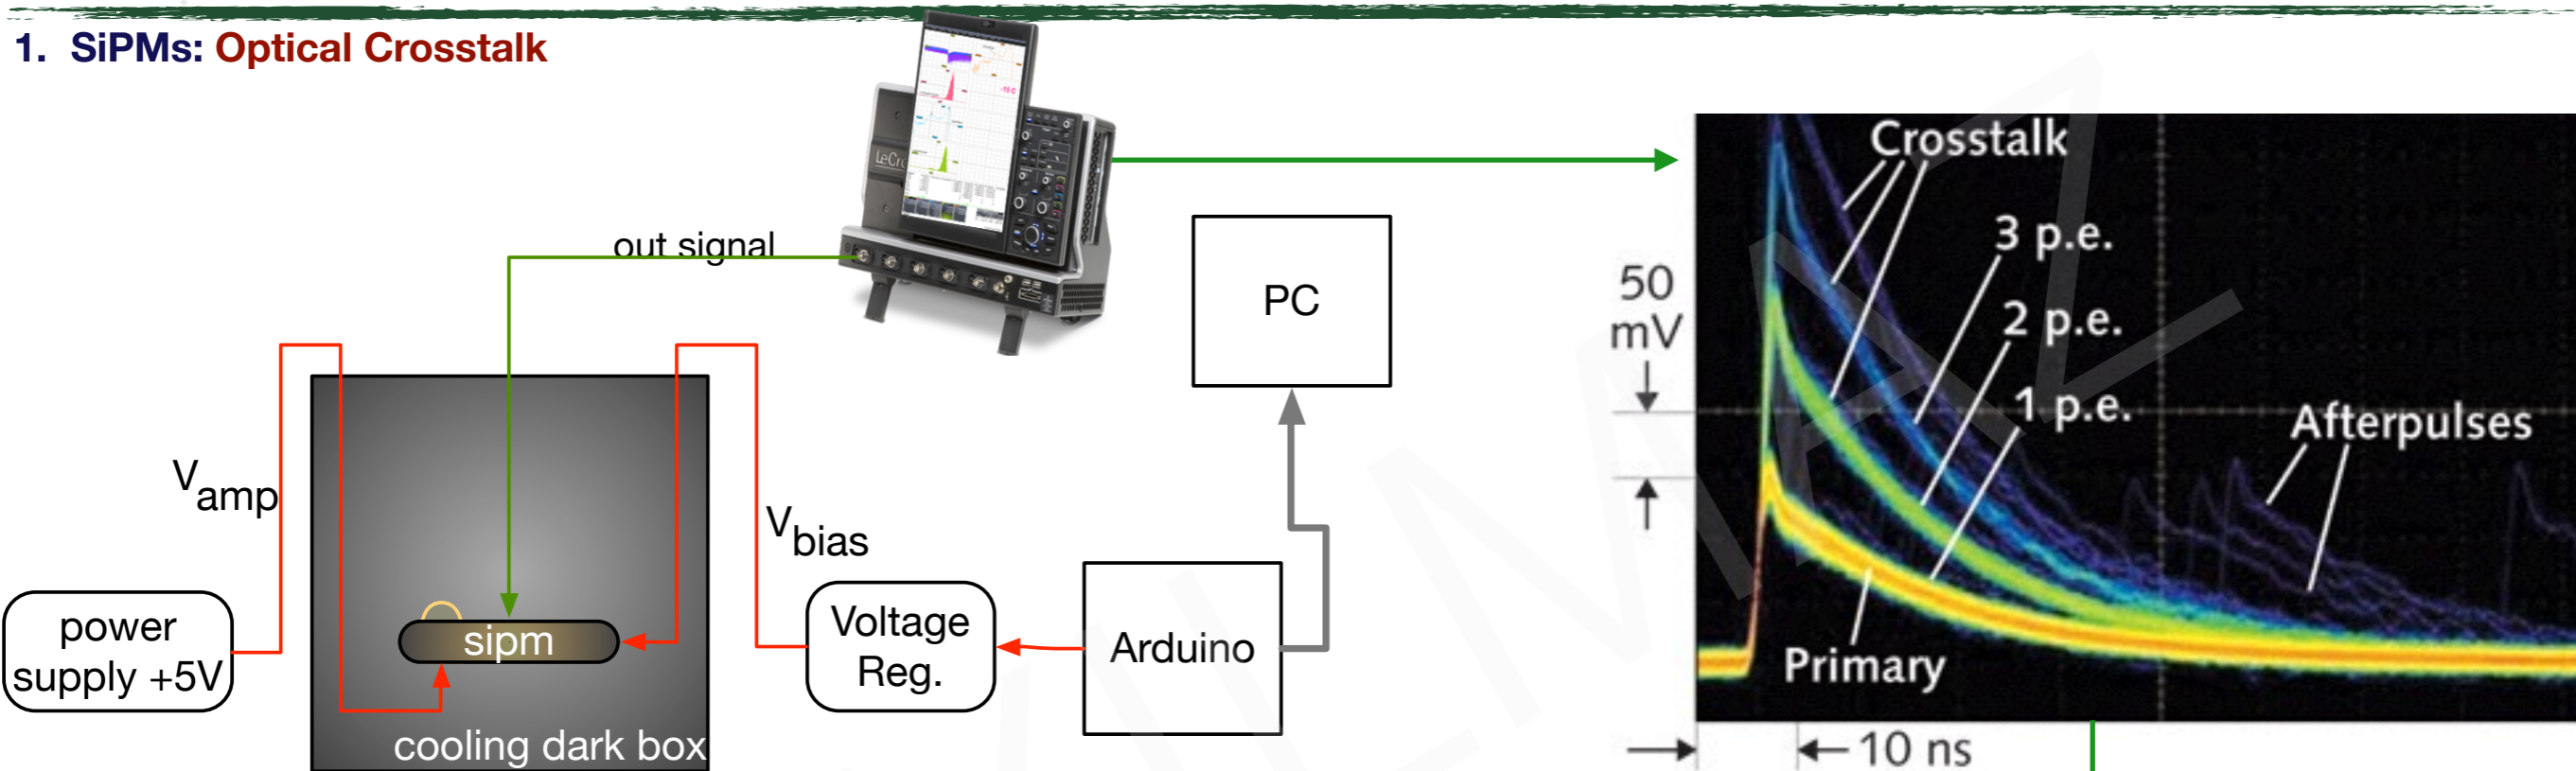 1. SiPMs: Optical Crosstalk
LeCr
out signal
PC
V
amp
V
bias
power
supply +5V
sipm
cooling dark box
Voltage
Reg.
Arduino
50
mV
Crosstalk
3 p.e.
2 p.e.
1 p.e.
Afterpulses
Primary
10 ns